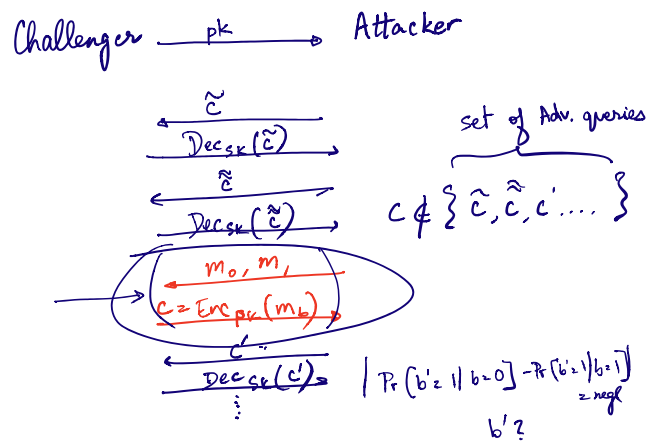 Challenger pk Attacker
c̃
Dec_sk(c̃)
c̃̃
Dec_sk(c̃̃)
set of Adv. queries
c ∉ { c̃, c̃̃, c' .... }
m_0, m_1
c = Enc_pk(m_b)
c'
Dec_sk(c')
| Pr[b'=1|b=0] - Pr[b'=1|b=1] |
= negl
b' ?